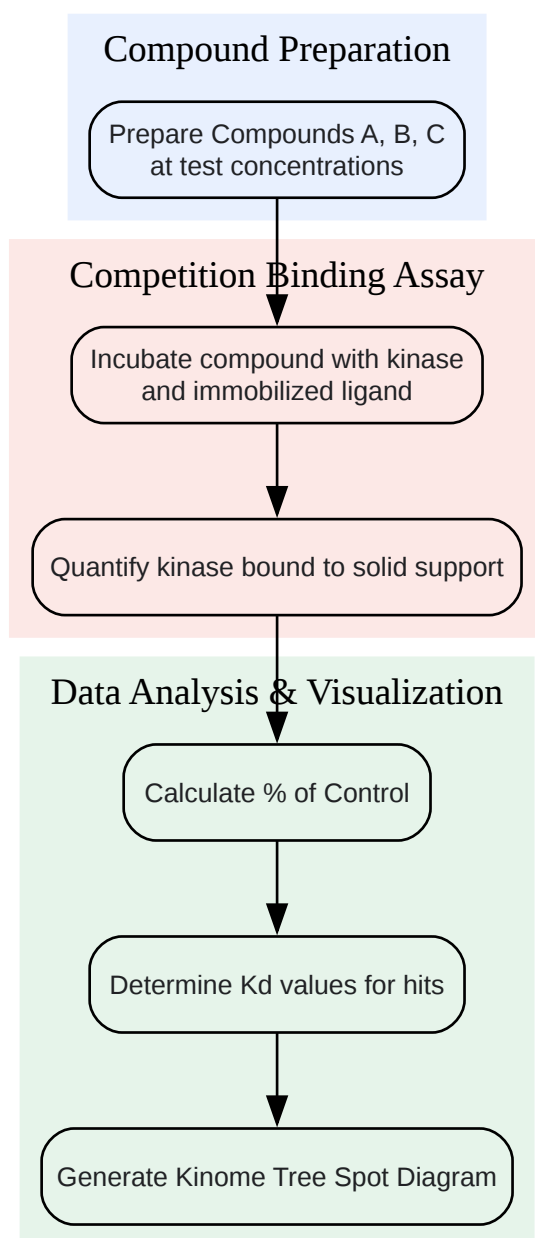 Compound Preparation
Prepare Compounds A, B, C
at test concentrations
Competition Binding Assay
Incubate compound with kinase
and immobilized ligand
Quantify kinase bound to solid support
Data Analysis & Visualization
Calculate % of Control
Determine Kd values for hits
Generate Kinome Tree Spot Diagram